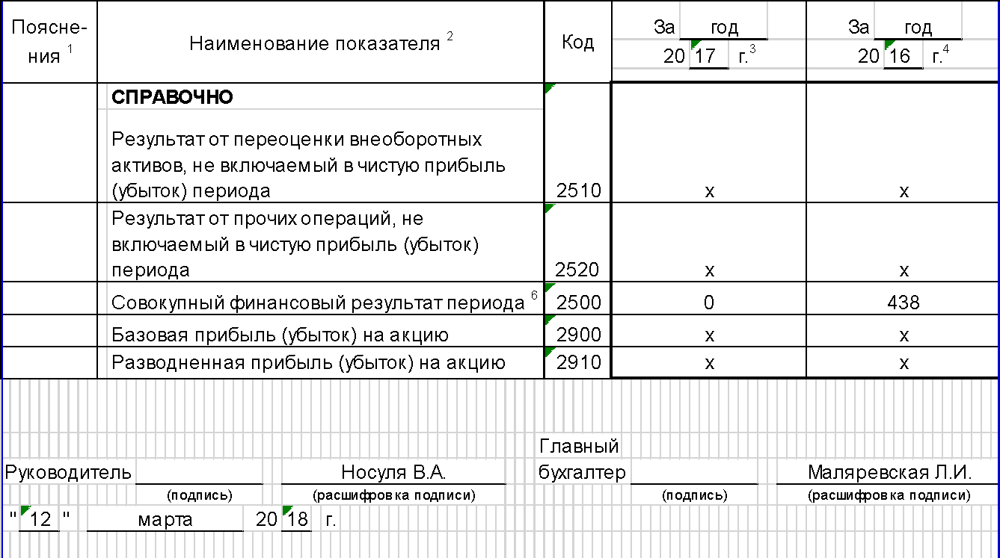 Поясне-
ния 1
Наименование показателя 2
Код
За год
20 17 г.3
За год
20 16 г.4
СПРАВОЧНО
Результат от переоценки внеоборотных
активов, не включаемый в чистую прибыль
(убыток) периода 2510 х х
Результат от прочих операций, не
включаемый в чистую прибыль (убыток)
периода 2520 х х
Совокупный финансовый результат периода 6 2500 0 438
Базовая прибыль (убыток) на акцию 2900 х х
Разводненная прибыль (убыток) на акцию 2910 х х
Главный
Руководитель Носуля В.А. бухгалтер Маляревская Л.И.
(подпись) (расшифровка подписи) (подпись) (расшифровка подписи)
" 12 " марта 20 18 г.